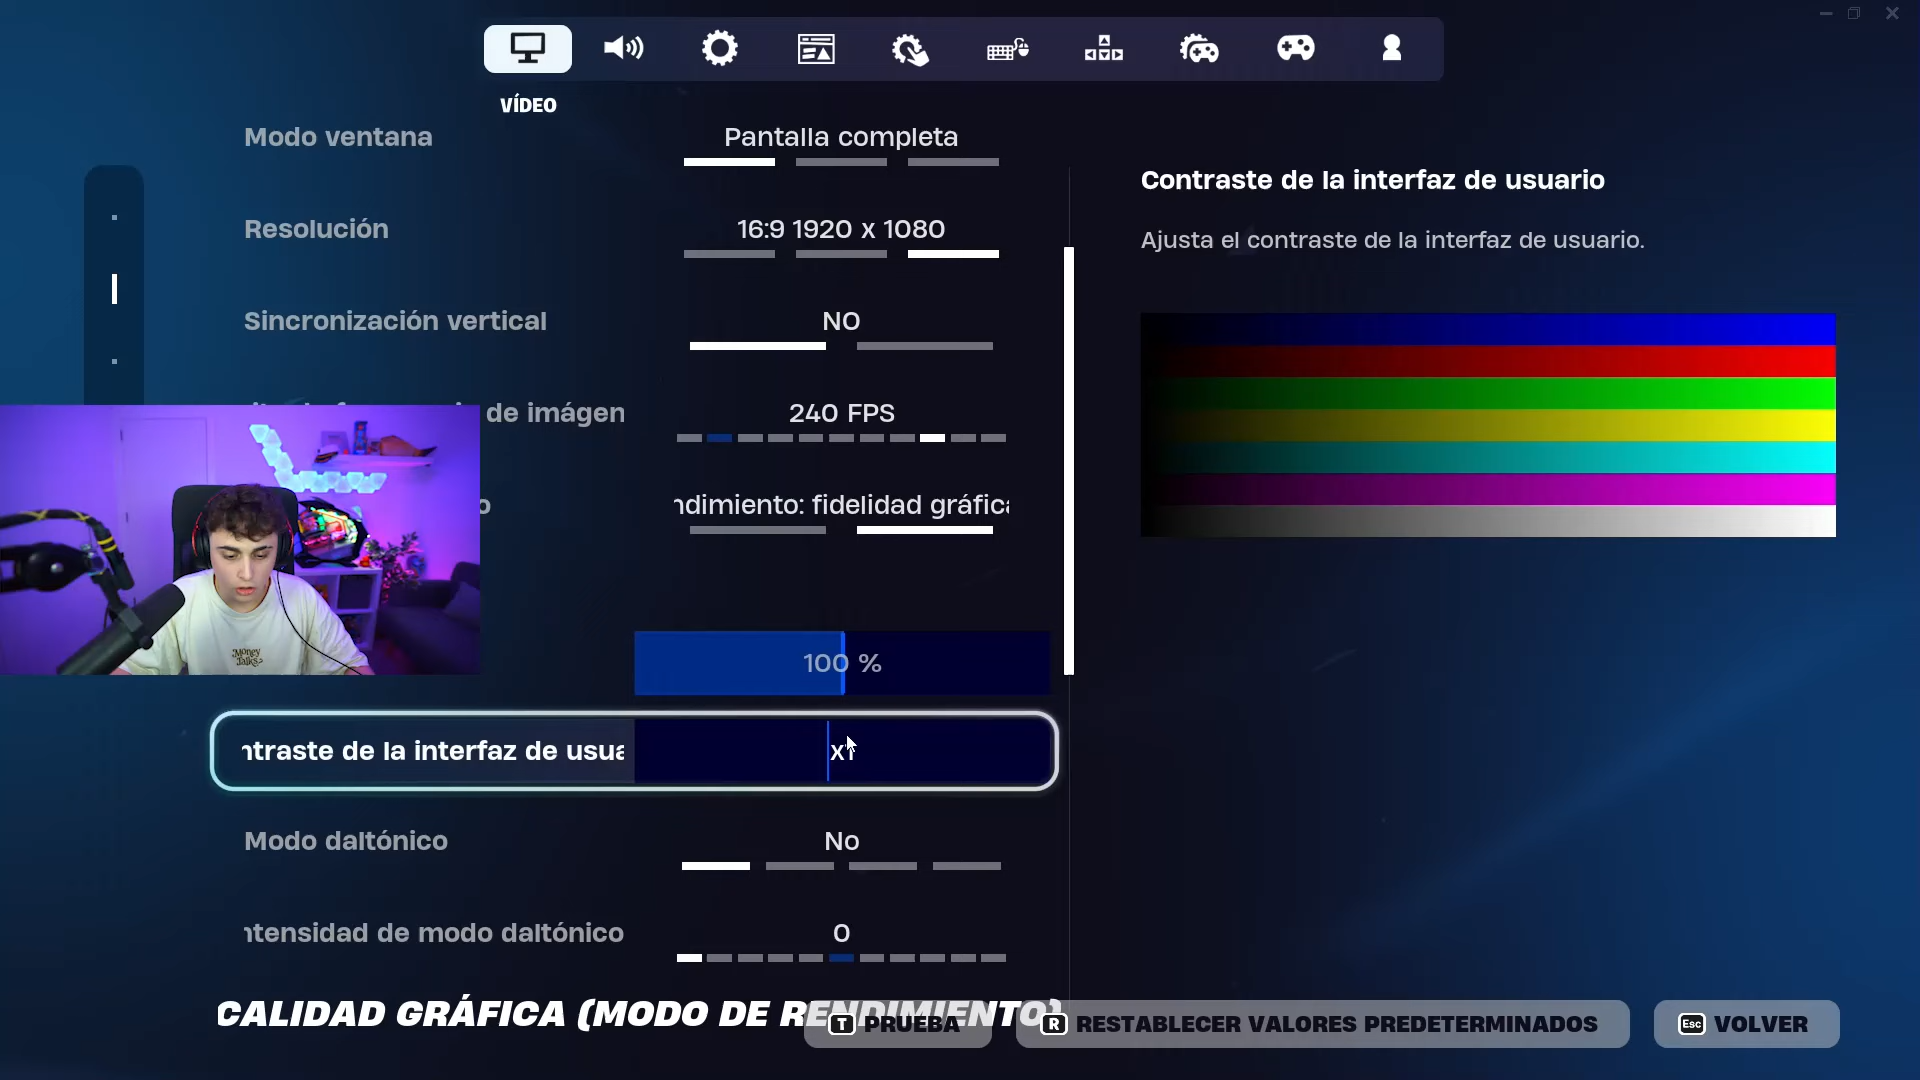 VÍDEO
Modo ventana
Pantalla completa
Resolución
16:9 1920 x 1080
Sincronización vertical
NO
de imágen
240 FPS
ndimiento: fidelidad gráfica
100 %
ntraste de la interfaz de usua
x1
Modo daltónico
No
ntensidad de modo daltónico
0
CALIDAD GRÁFICA (MODO DE RENDIMIENTO)
Contraste de la interfaz de usuario
Ajusta el contraste de la interfaz de usuario.
Money
Talks
T PRUEBA
R RESTABLECER VALORES PREDETERMINADOS
Esc VOLVER